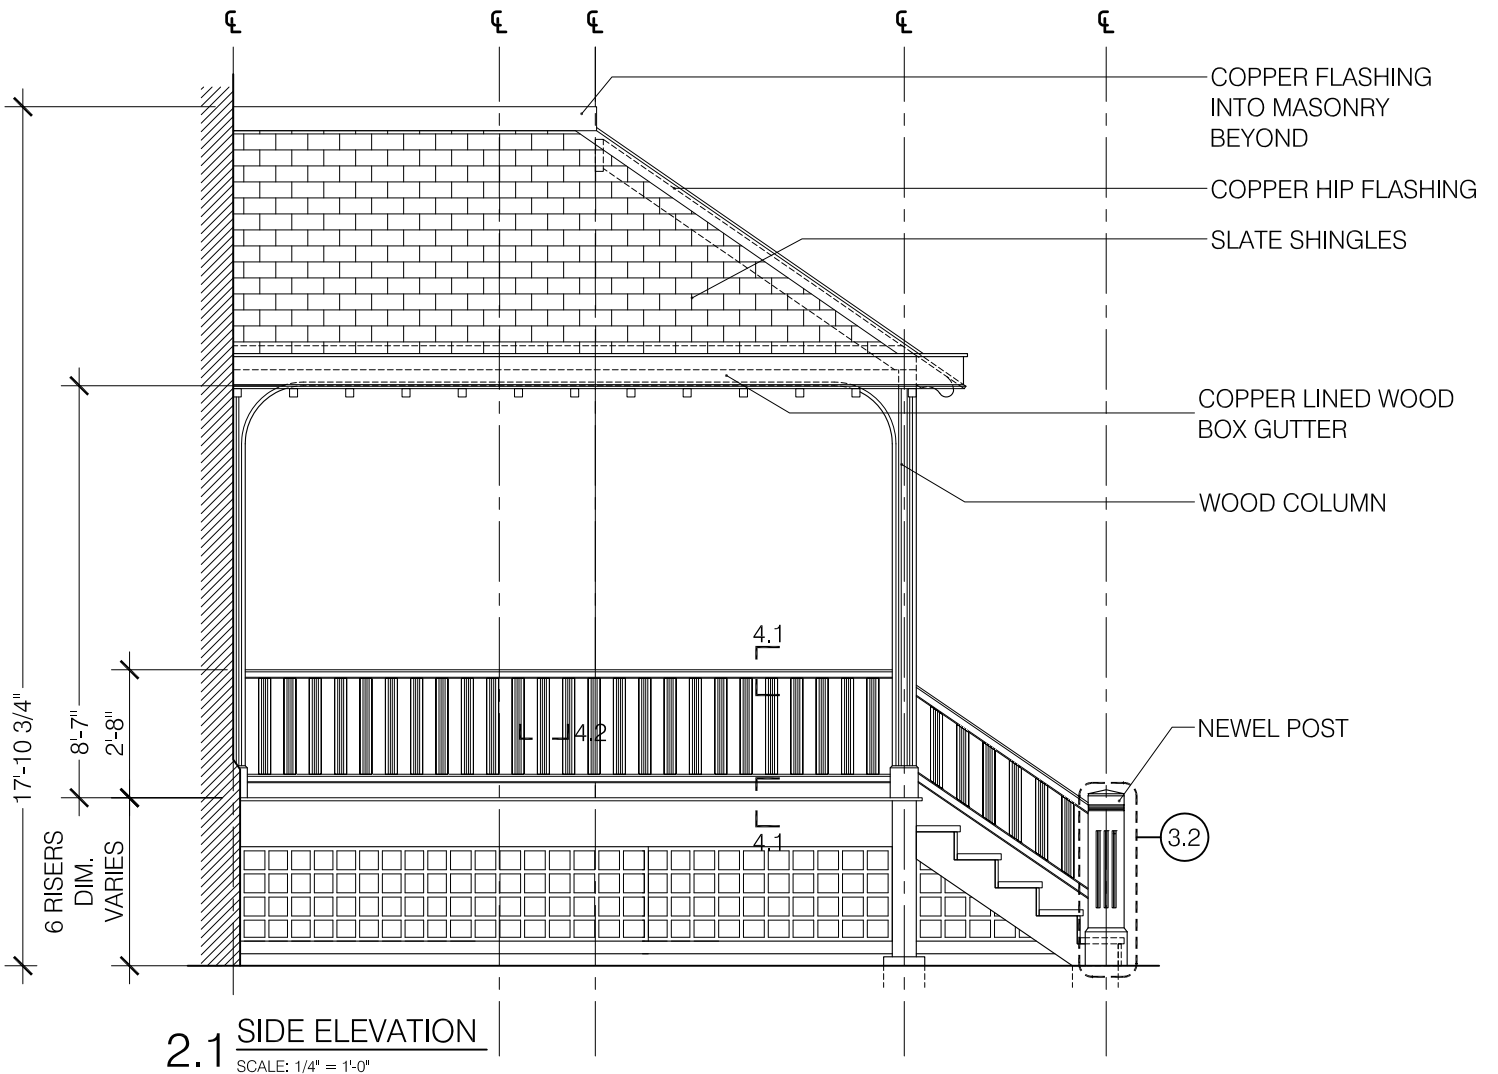 ℄ ℄ ℄ ℄ ℄
COPPER FLASHING
INTO MASONRY
BEYOND
COPPER HIP FLASHING
SLATE SHINGLES
COPPER LINED WOOD
BOX GUTTER
WOOD COLUMN
NEWEL POST
3.2
4.1
4.2
4.1
17'-10 3/4"
8'-7"
2'-8"
6 RISERS
DIM.
VARIES
2.1 SIDE ELEVATION
SCALE: 1/4" = 1'-0"